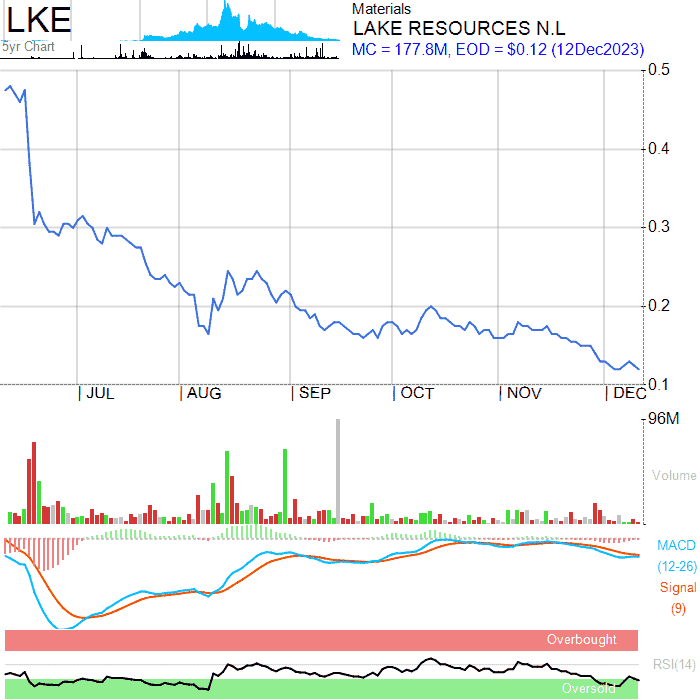 LKE
5yr Chart
Materials
LAKE RESOURCES N.L
MC = 177.8M, EOD = $0.12 (12Dec2023)
0.5
0.4
0.3
0.2
0.1
| JUL | AUG | SEP | OCT | NOV | DEC
96M
Volume
MACD
(12-26)
Signal
(9)
Overbought
RSI(14)
Oversold